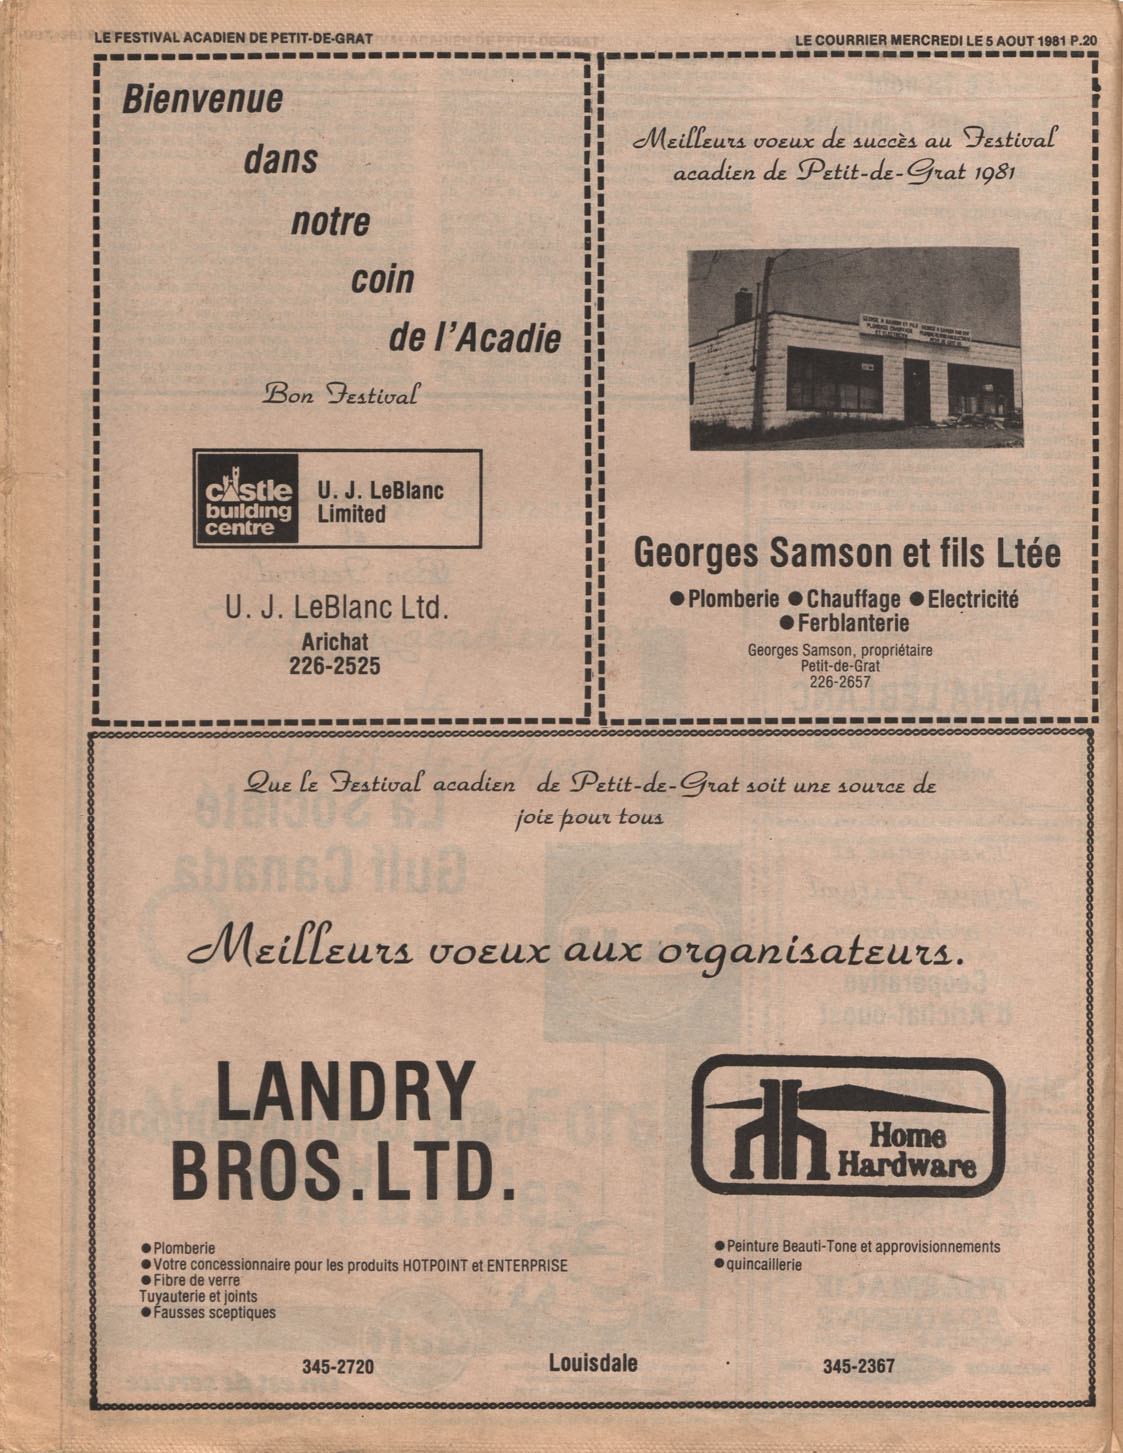 LE FESTIVAL ACADIEN DE PETIT-DE-GRAT
LE COURRIER MERCREDI LE 5 AOUT 1981 P.20
Bienvenue
dans
notre
coin
de l'Acadie
Bon Festival
castle
building
centre
U. J. LeBlanc
Limited
U. J. LeBlanc Ltd.
Arichat
226-2525
Meilleurs voeux de succès au Festival
acadien de Petit-de-Grat 1981
Georges Samson et fils Ltée
● Plomberie ● Chauffage ● Electricité
● Ferblanterie
Georges Samson, propriétaire
Petit-de-Grat
226-2657
Que le Festival acadien de Petit-de-Grat soit une source de
joie pour tous
Meilleurs voeux aux organisateurs.
LANDRY
BROS.LTD.
● Plomberie
● Votre concessionnaire pour les produits HOTPOINT et ENTERPRISE
● Fibre de verre
Tuyauterie et joints
● Fausses sceptiques
345-2720
Louisdale
Home
Hardware
● Peinture Beauti-Tone et approvisionnements
● quincaillerie
345-2367